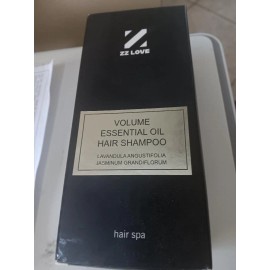 ZZ LOVE
VOLUME
ESSENTIAL OIL
HAIR SHAMPOO
LAVANDULA ANGUSTIFOLIA
JASMINUM GRANDIFLORUM
hair spa